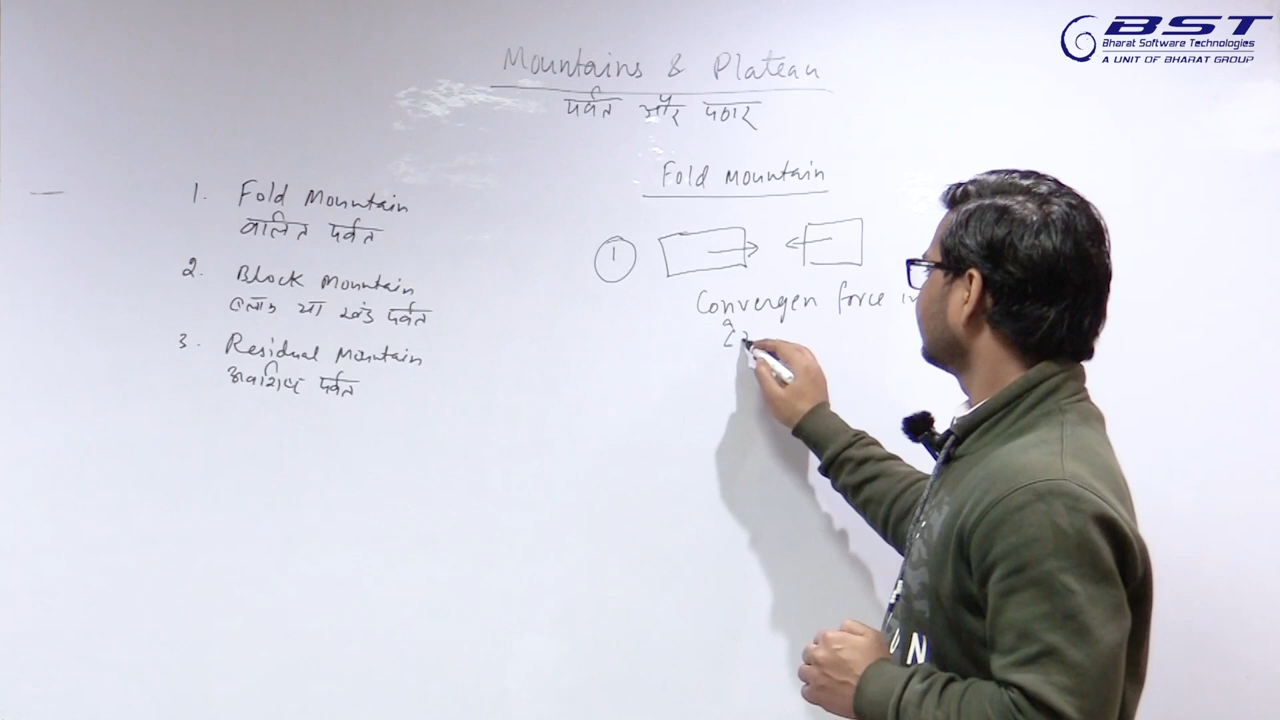 BST
Bharat Software Technologies
A UNIT OF BHARAT GROUP
Mountains & Plateau
पर्वत और पठार
1. Fold Mountain
वालित पर्वत
2. Block Mountain
ब्लॉक या खंड पर्वत
3. Residual Mountain
अवशिष्ट पर्वत
Fold Mountain
1
Convergen force
UN